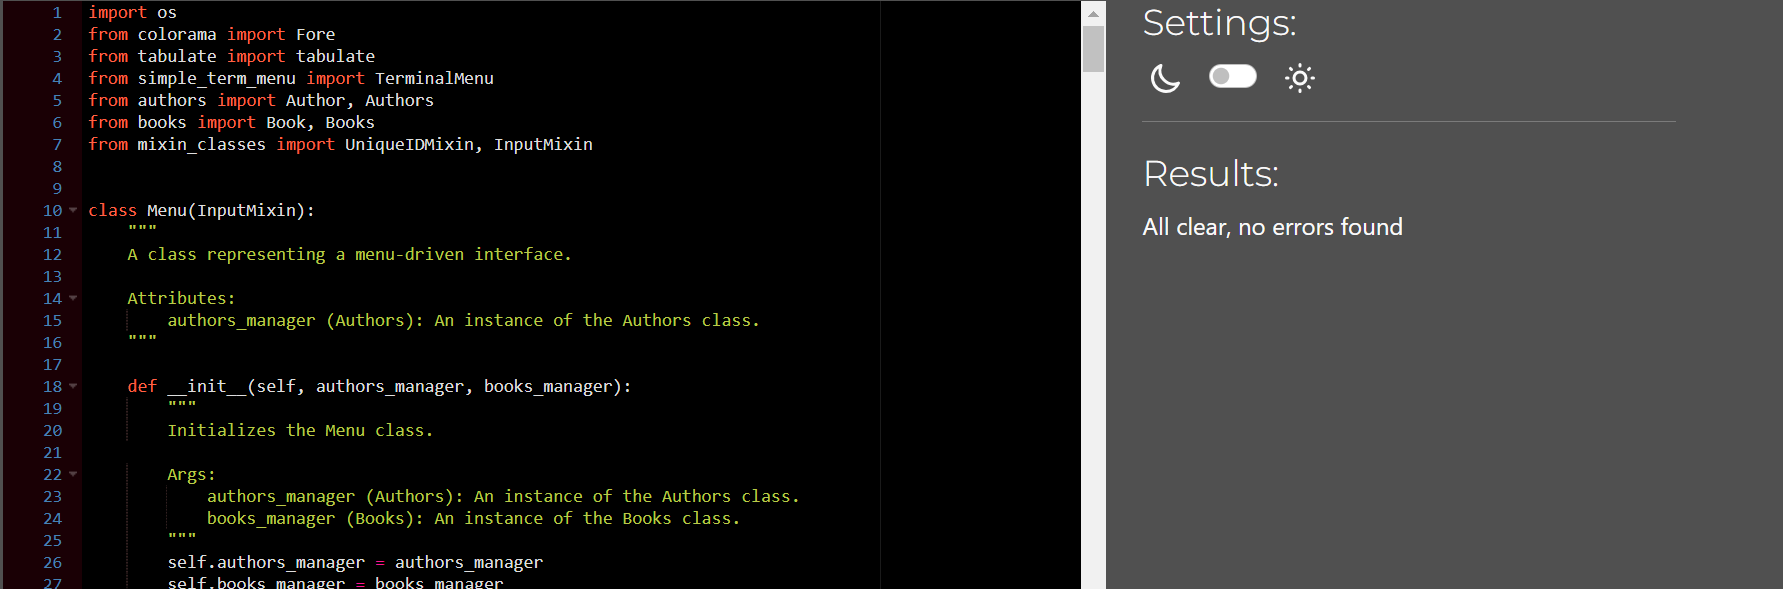 1 import os
2 from colorama import Fore
3 from tabulate import tabulate
4 from simple_term_menu import TerminalMenu
5 from authors import Author, Authors
6 from books import Book, Books
7 from mixin_classes import UniqueIDMixin, InputMixin
8
9
10 class Menu(InputMixin):
11     """
12     A class representing a menu-driven interface.
13
14     Attributes:
15         authors_manager (Authors): An instance of the Authors class.
16     """
17
18     def __init__(self, authors_manager, books_manager):
19         """
20         Initializes the Menu class.
21
22         Args:
23             authors_manager (Authors): An instance of the Authors class.
24             books_manager (Books): An instance of the Books class.
25         """
26         self.authors_manager = authors_manager
27         self.books_manager = books_manager
Settings:
Results:
All clear, no errors found